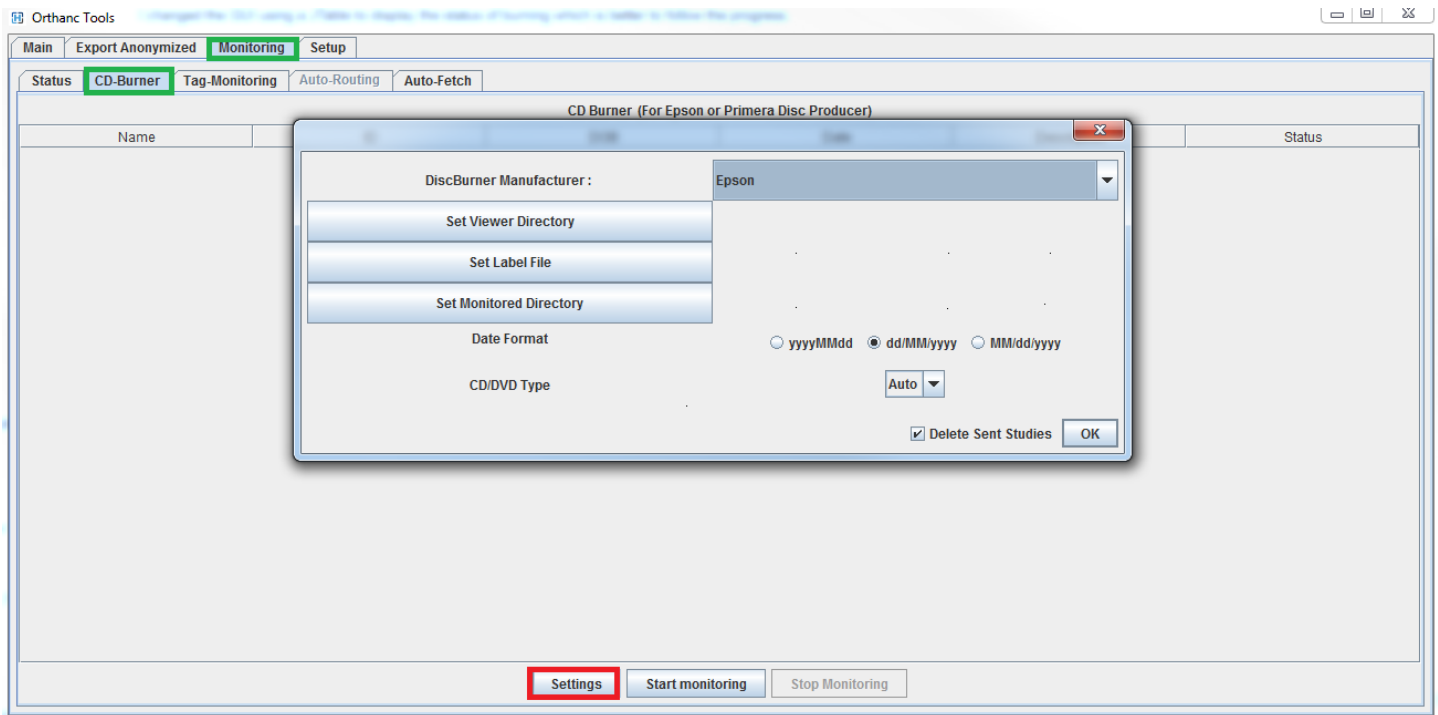 Orthanc Tools
Main Export Anonymized Monitoring Setup
Status CD-Burner Tag-Monitoring Auto-Routing Auto-Fetch
CD Burner (For Epson or Primera Disc Producer)
Name Status
DiscBurner Manufacturer : Epson
Set Viewer Directory
Set Label File
Set Monitored Directory
Date Format yyyyMMdd dd/MM/yyyy MM/dd/yyyy
CD/DVD Type Auto
Delete Sent Studies OK
Settings Start monitoring Stop Monitoring